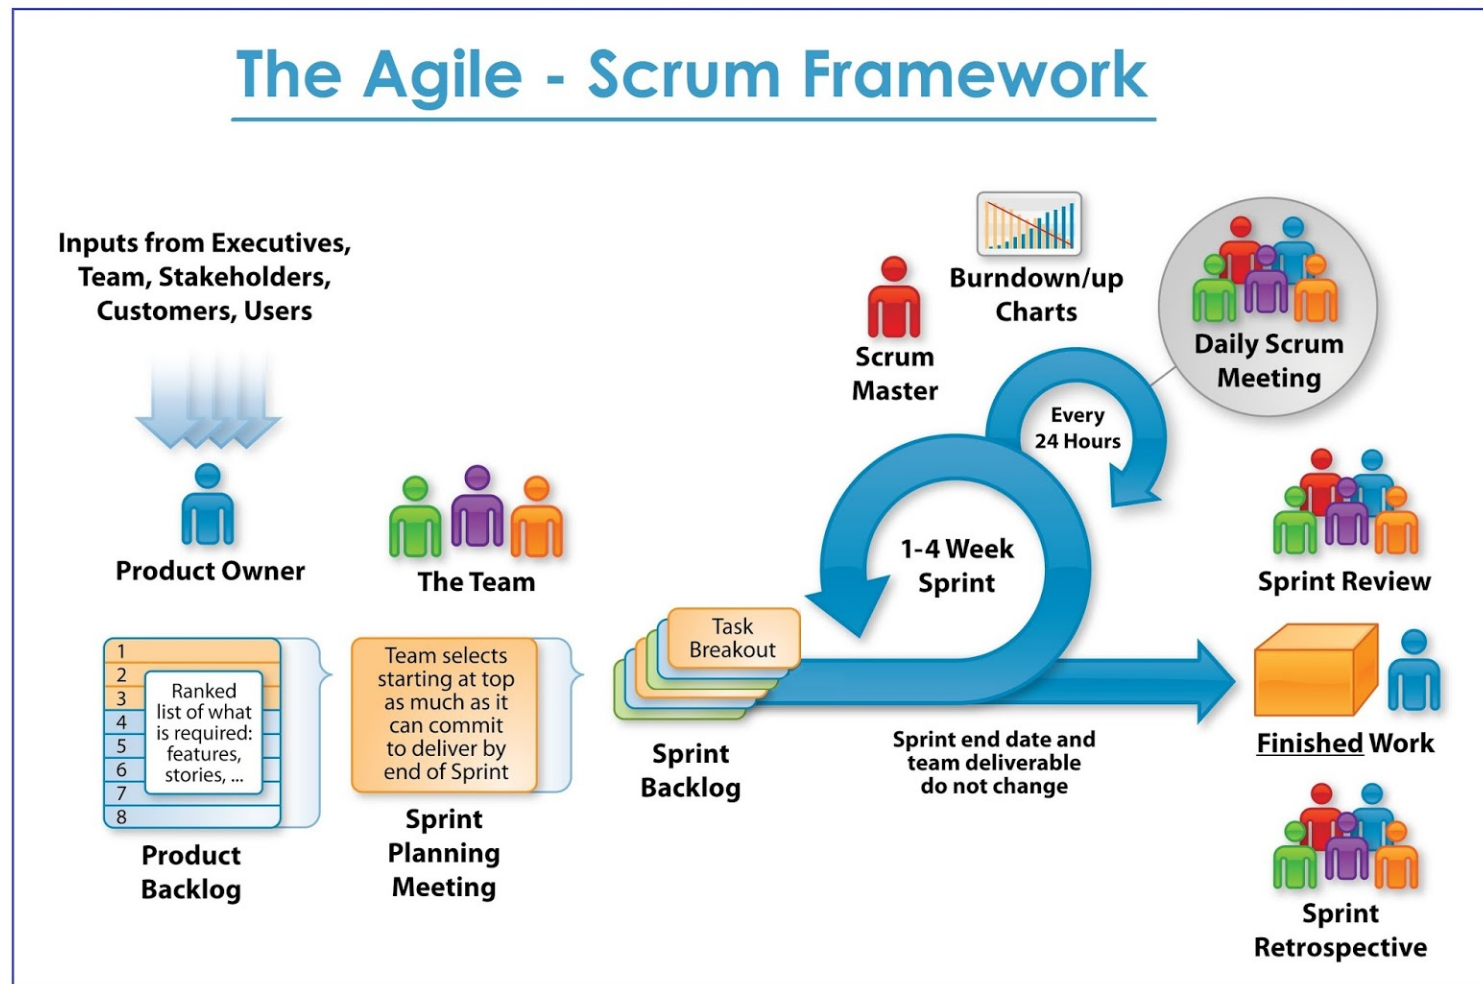 The Agile - Scrum Framework
Inputs from Executives,
Team, Stakeholders,
Customers, Users
Product Owner
The Team
1
2
3
4
5
6
7
8
Ranked
list of what
is required:
features,
stories, ...
Product
Backlog
Team selects
starting at top
as much as it
can commit
to deliver by
end of Sprint
Sprint
Planning
Meeting
Task
Breakout
Sprint
Backlog
Scrum
Master
Burndown/up
Charts
Daily Scrum
Meeting
Every
24 Hours
1-4 Week
Sprint
Sprint end date and
team deliverable
do not change
Sprint Review
Finished Work
Sprint
Retrospective